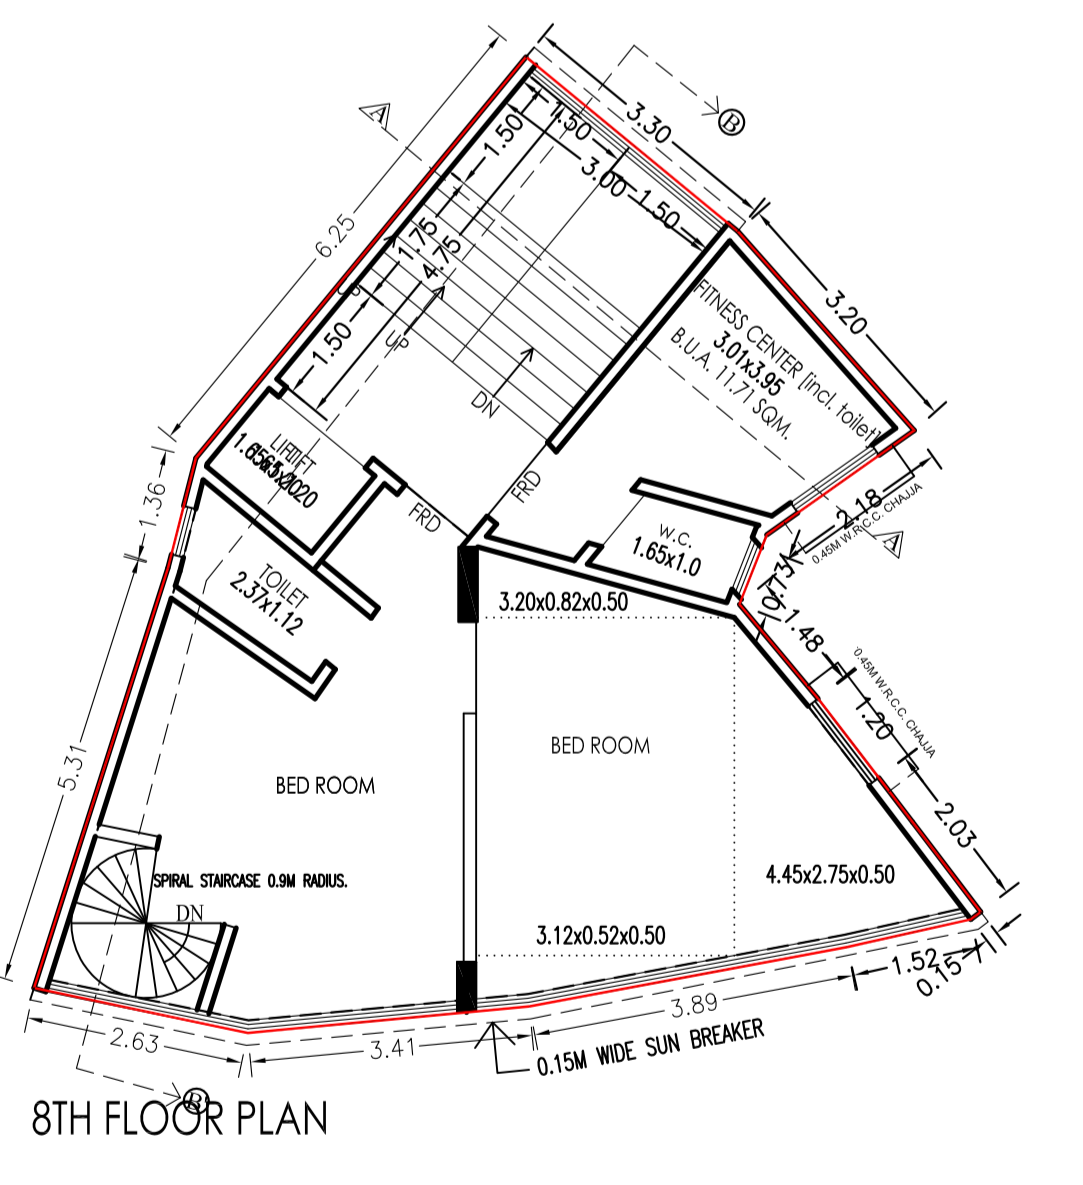 3.30
B
A
1.50
1.50
3.00
1.50
6.25
1.75
4.75
3.20
FITNESS CENTER [incl. toilet]
3.01x3.95
B.U.A. 11.71 SQM.
UP
UP
1.50
DN
FRD
FRD
2.18
0.45M W.R.C.C. CHAJJA
A
1.36
TOILET
2.37x1.12
W.C.
1.65x1.0
0.73
3.20x0.82x0.50
1.48
0.45M W.R.C.C. CHAJJA
1.20
5.31
BED ROOM
BED ROOM
2.03
4.45x2.75x0.50
SPIRAL STAIRCASE 0.9M RADIUS.
DN
3.12x0.52x0.50
1.52
0.15
3.89
2.63
3.41
0.15M WIDE SUN BREAKER
B
8TH FLOOR PLAN